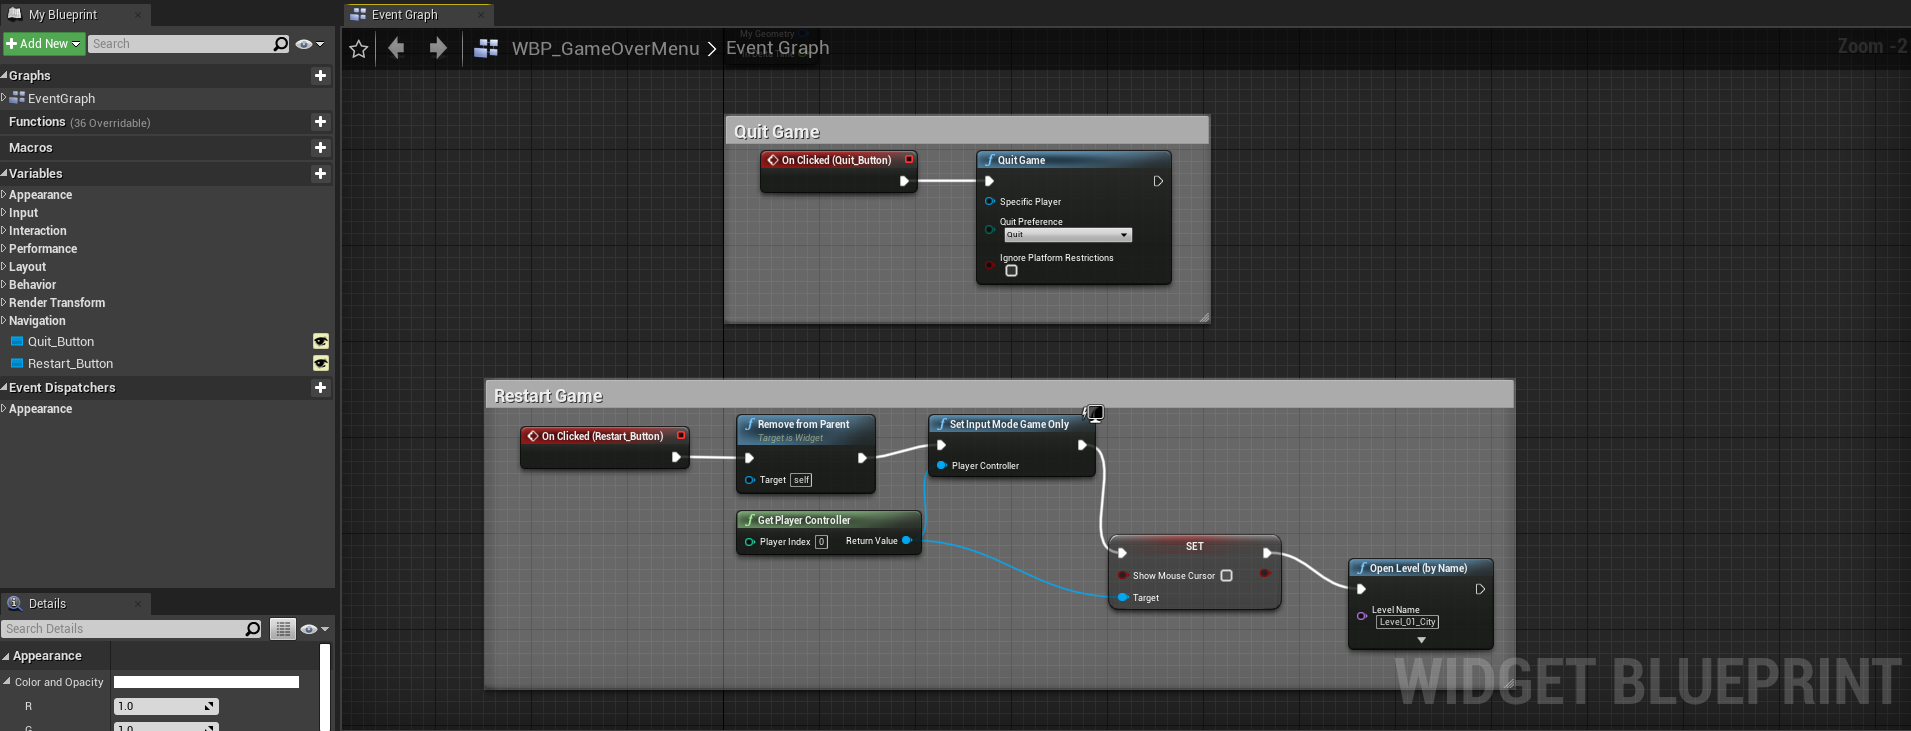 My Blueprint
Event Graph
Add New
Search
WBP_GameOverMenu > Event Graph
My Geometry
Zoom -2
Graphs
EventGraph
Functions (36 Overridable)
Macros
Variables
Appearance
Input
Interaction
Performance
Layout
Behavior
Render Transform
Navigation
Quit_Button
Restart_Button
Event Dispatchers
Appearance
Quit Game
On Clicked (Quit_Button)
f Quit Game
Specific Player
Quit Preference
Quit
Ignore Platform Restrictions
Restart Game
On Clicked (Restart_Button)
f Remove from Parent
Target is Widget
Target self
f Set Input Mode Game Only
Player Controller
f Get Player Controller
Player Index 0 Return Value
SET
Show Mouse Cursor
Target
f Open Level (by Name)
Level Name
Level_01_City
WIDGET BLUEPRINT
Details
Search Details
Appearance
Color and Opacity
R 1.0